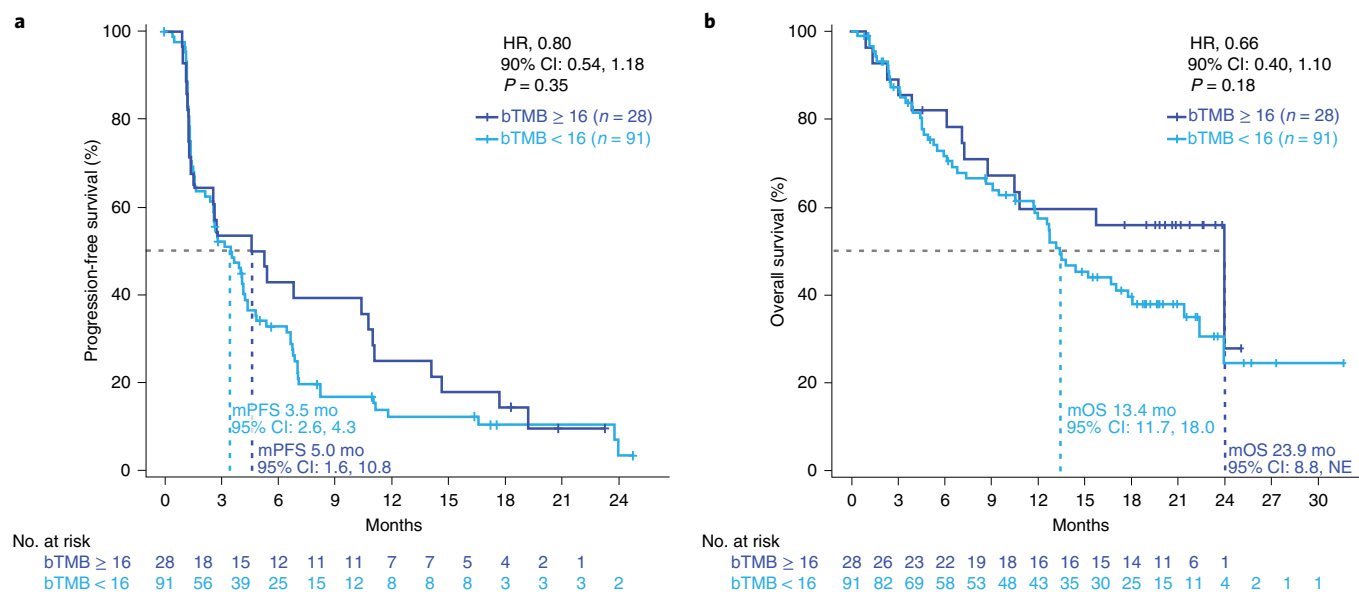 a
HR, 0.80
90% CI: 0.54, 1.18
P = 0.35
bTMB ≥ 16 (n = 28)
bTMB < 16 (n = 91)
Progression-free survival (%)
100
80
60
40
20
0
mPFS 3.5 mo
95% CI: 2.6, 4.3
mPFS 5.0 mo
95% CI: 1.6, 10.8
0 3 6 9 12 15 18 21 24
Months
No. at risk
bTMB ≥ 16 28 18 15 12 11 11 7 7 5 4 2 1
bTMB < 16 91 56 39 25 15 12 8 8 8 3 3 3 2
b
HR, 0.66
90% CI: 0.40, 1.10
P = 0.18
bTMB ≥ 16 (n = 28)
bTMB < 16 (n = 91)
Overall survival (%)
100
80
60
40
20
0
mOS 13.4 mo
95% CI: 11.7, 18.0
mOS 23.9 mo
95% CI: 8.8, NE
0 3 6 9 12 15 18 21 24 27 30
Months
No. at risk
bTMB ≥ 16 28 26 23 22 19 18 16 16 15 14 11 6 1
bTMB < 16 91 82 69 58 53 48 43 35 30 25 15 11 4 2 1 1